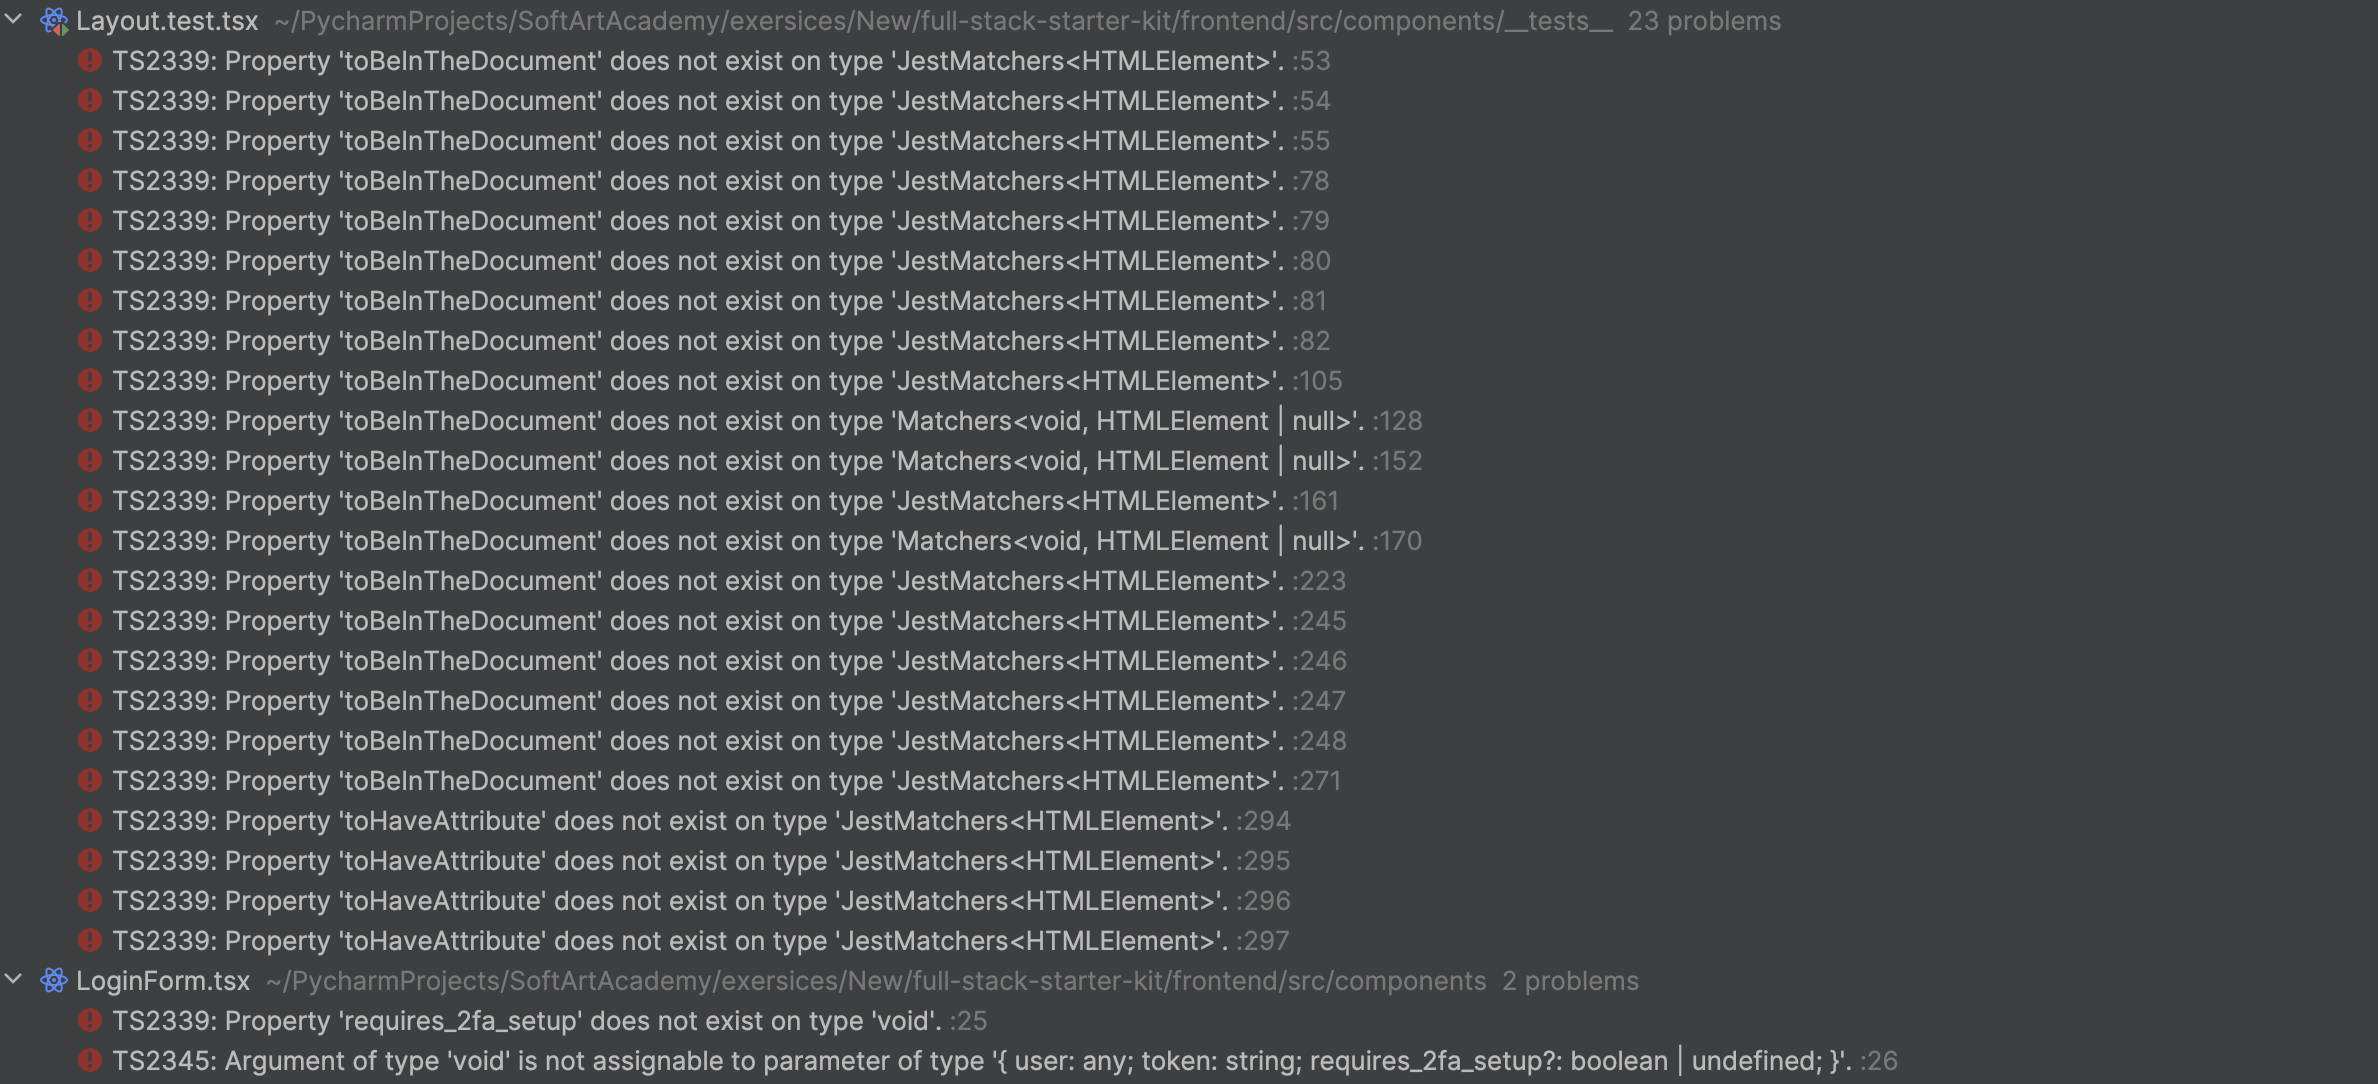 Layout.test.tsx ~/PycharmProjects/SoftArtAcademy/exersices/New/full-stack-starter-kit/frontend/src/components/__tests__ 23 problems
TS2339: Property 'toBeInTheDocument' does not exist on type 'JestMatchers<HTMLElement>'. :53
TS2339: Property 'toBeInTheDocument' does not exist on type 'JestMatchers<HTMLElement>'. :54
TS2339: Property 'toBeInTheDocument' does not exist on type 'JestMatchers<HTMLElement>'. :55
TS2339: Property 'toBeInTheDocument' does not exist on type 'JestMatchers<HTMLElement>'. :78
TS2339: Property 'toBeInTheDocument' does not exist on type 'JestMatchers<HTMLElement>'. :79
TS2339: Property 'toBeInTheDocument' does not exist on type 'JestMatchers<HTMLElement>'. :80
TS2339: Property 'toBeInTheDocument' does not exist on type 'JestMatchers<HTMLElement>'. :81
TS2339: Property 'toBeInTheDocument' does not exist on type 'JestMatchers<HTMLElement>'. :82
TS2339: Property 'toBeInTheDocument' does not exist on type 'JestMatchers<HTMLElement>'. :105
TS2339: Property 'toBeInTheDocument' does not exist on type 'Matchers<void, HTMLElement | null>'. :128
TS2339: Property 'toBeInTheDocument' does not exist on type 'Matchers<void, HTMLElement | null>'. :152
TS2339: Property 'toBeInTheDocument' does not exist on type 'JestMatchers<HTMLElement>'. :161
TS2339: Property 'toBeInTheDocument' does not exist on type 'Matchers<void, HTMLElement | null>'. :170
TS2339: Property 'toBeInTheDocument' does not exist on type 'JestMatchers<HTMLElement>'. :223
TS2339: Property 'toBeInTheDocument' does not exist on type 'JestMatchers<HTMLElement>'. :245
TS2339: Property 'toBeInTheDocument' does not exist on type 'JestMatchers<HTMLElement>'. :246
TS2339: Property 'toBeInTheDocument' does not exist on type 'JestMatchers<HTMLElement>'. :247
TS2339: Property 'toBeInTheDocument' does not exist on type 'JestMatchers<HTMLElement>'. :248
TS2339: Property 'toBeInTheDocument' does not exist on type 'JestMatchers<HTMLElement>'. :271
TS2339: Property 'toHaveAttribute' does not exist on type 'JestMatchers<HTMLElement>'. :294
TS2339: Property 'toHaveAttribute' does not exist on type 'JestMatchers<HTMLElement>'. :295
TS2339: Property 'toHaveAttribute' does not exist on type 'JestMatchers<HTMLElement>'. :296
TS2339: Property 'toHaveAttribute' does not exist on type 'JestMatchers<HTMLElement>'. :297
LoginForm.tsx ~/PycharmProjects/SoftArtAcademy/exersices/New/full-stack-starter-kit/frontend/src/components 2 problems
TS2339: Property 'requires_2fa_setup' does not exist on type 'void'. :25
TS2345: Argument of type 'void' is not assignable to parameter of type '{ user: any; token: string; requires_2fa_setup?: boolean | undefined; }'. :26